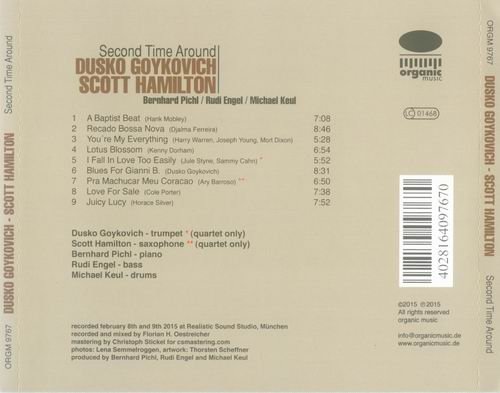 ORGM 9767
Second Time Around
DUSKO GOYKOVICH - SCOTT HAMILTON
Second Time Around
DUSKO GOYKOVICH
SCOTT HAMILTON
Bernhard Pichl / Rudi Engel / Michael Keul
1 A Baptist Beat (Hank Mobley) 7:08
2 Recado Bossa Nova (Djalma Ferreira) 8:46
3 You're My Everything (Harry Warren, Joseph Young, Mort Dixon) 5:28
4 Lotus Blossom (Kenny Dorham) 6:54
5 I Fall In Love Too Easily (Jule Styne, Sammy Cahn) * 5:52
6 Blues For Gianni B. (Dusko Goykovich) 8:31
7 Pra Machucar Meu Coracao (Ary Barroso) ** 6:50
8 Love For Sale (Cole Porter) 7:38
9 Juicy Lucy (Horace Silver) 5:52
Dusko Goykovich - trumpet * (quartet only)
Scott Hamilton - saxophone ** (quartet only)
Bernhard Pichl - piano
Rudi Engel - bass
Michael Keul - drums
recorded february 8th and 9th 2015 at Realistic Sound Studio, München
recorded and mixed by Florian H. Oestreicher
mastering by Christoph Stickel for csmastering.com
photos: Lena Semmelroggen, artwork: Thorsten Scheffner
produced by Bernhard Pichl, Rudi Engel and Michael Keul
organic
music
LC 01468
4028164097670
©2015 ℗2015
All rights reserved
organic music
info@organicmusic.de
www.organicmusic.de
ORGM 9767
DUSKO GOYKOVICH - SCOTT HAMILTON
Second Time Around